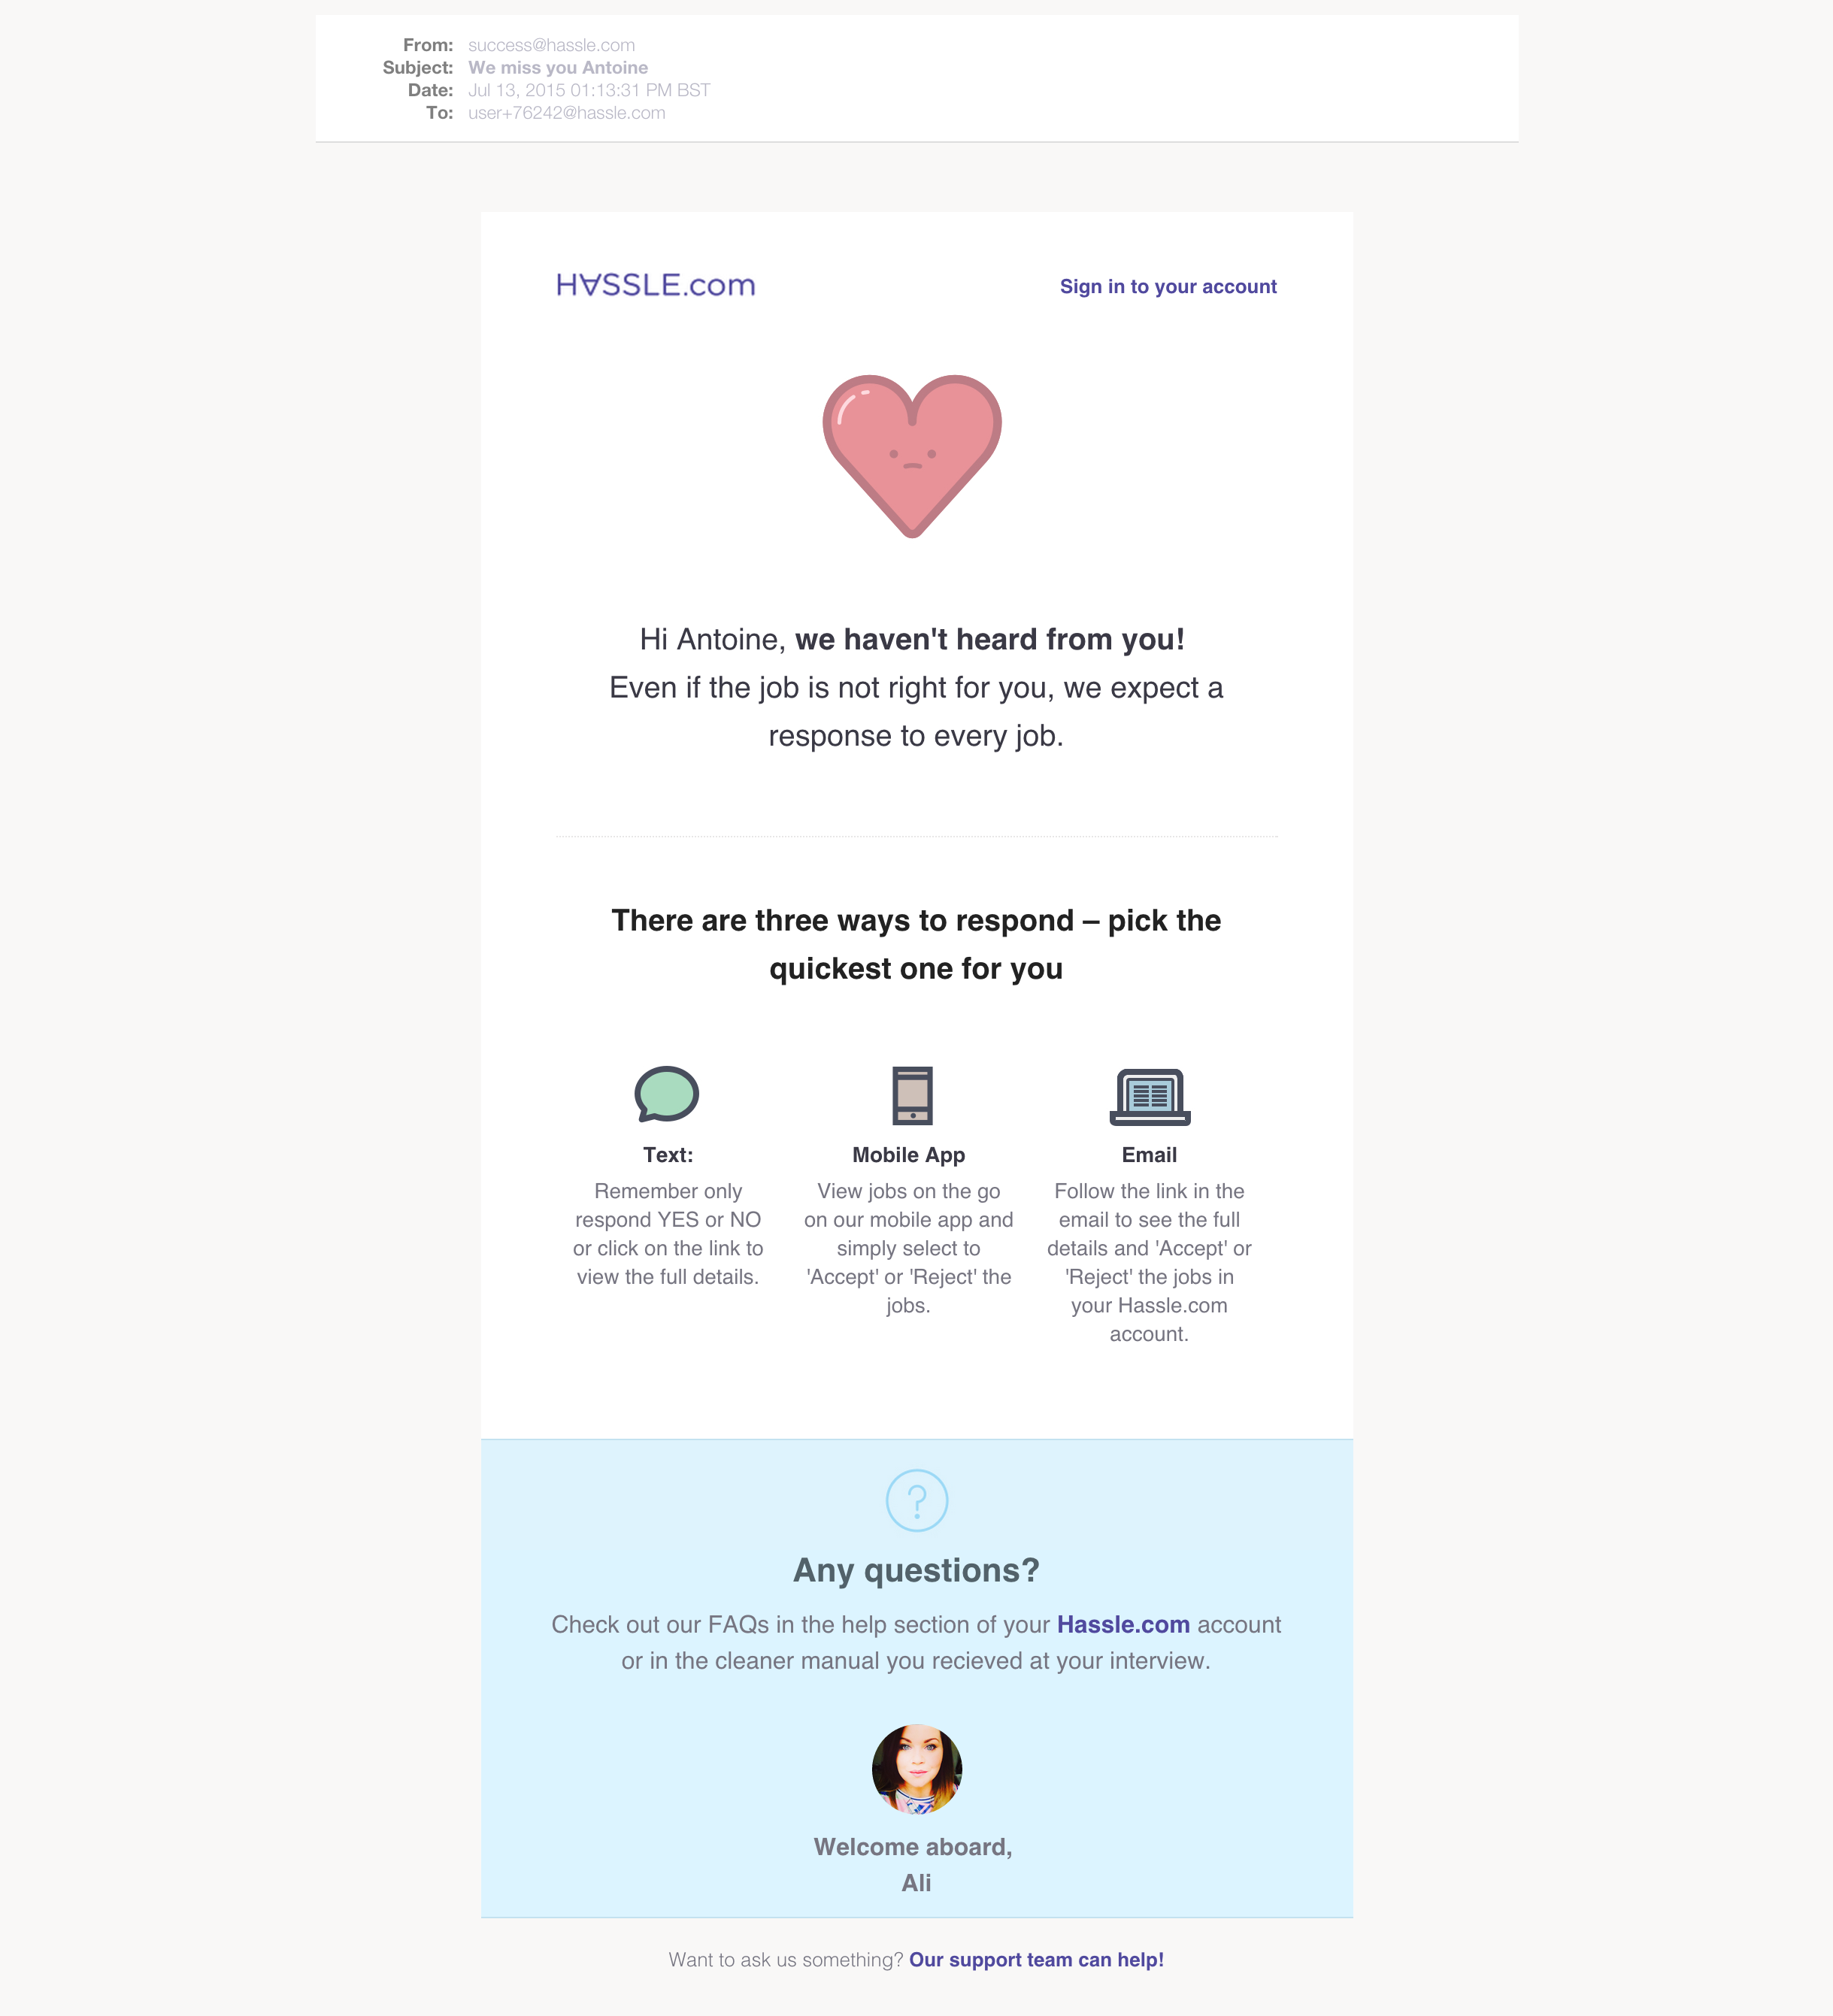 From: success@hassle.com
Subject: We miss you Antoine
Date: Jul 13, 2015 01:13:31 PM BST
To: user+76242@hassle.com
H∀SSLE.com
Sign in to your account
Hi Antoine, we haven't heard from you!
Even if the job is not right for you, we expect a
response to every job.
There are three ways to respond – pick the
quickest one for you
Text:
Remember only
respond YES or NO
or click on the link to
view the full details.
Mobile App
View jobs on the go
on our mobile app and
simply select to
'Accept' or 'Reject' the
jobs.
Email
Follow the link in the
email to see the full
details and 'Accept' or
'Reject' the jobs in
your Hassle.com
account.
?
Any questions?
Check out our FAQs in the help section of your Hassle.com account
or in the cleaner manual you recieved at your interview.
Welcome aboard,
Ali
Want to ask us something? Our support team can help!